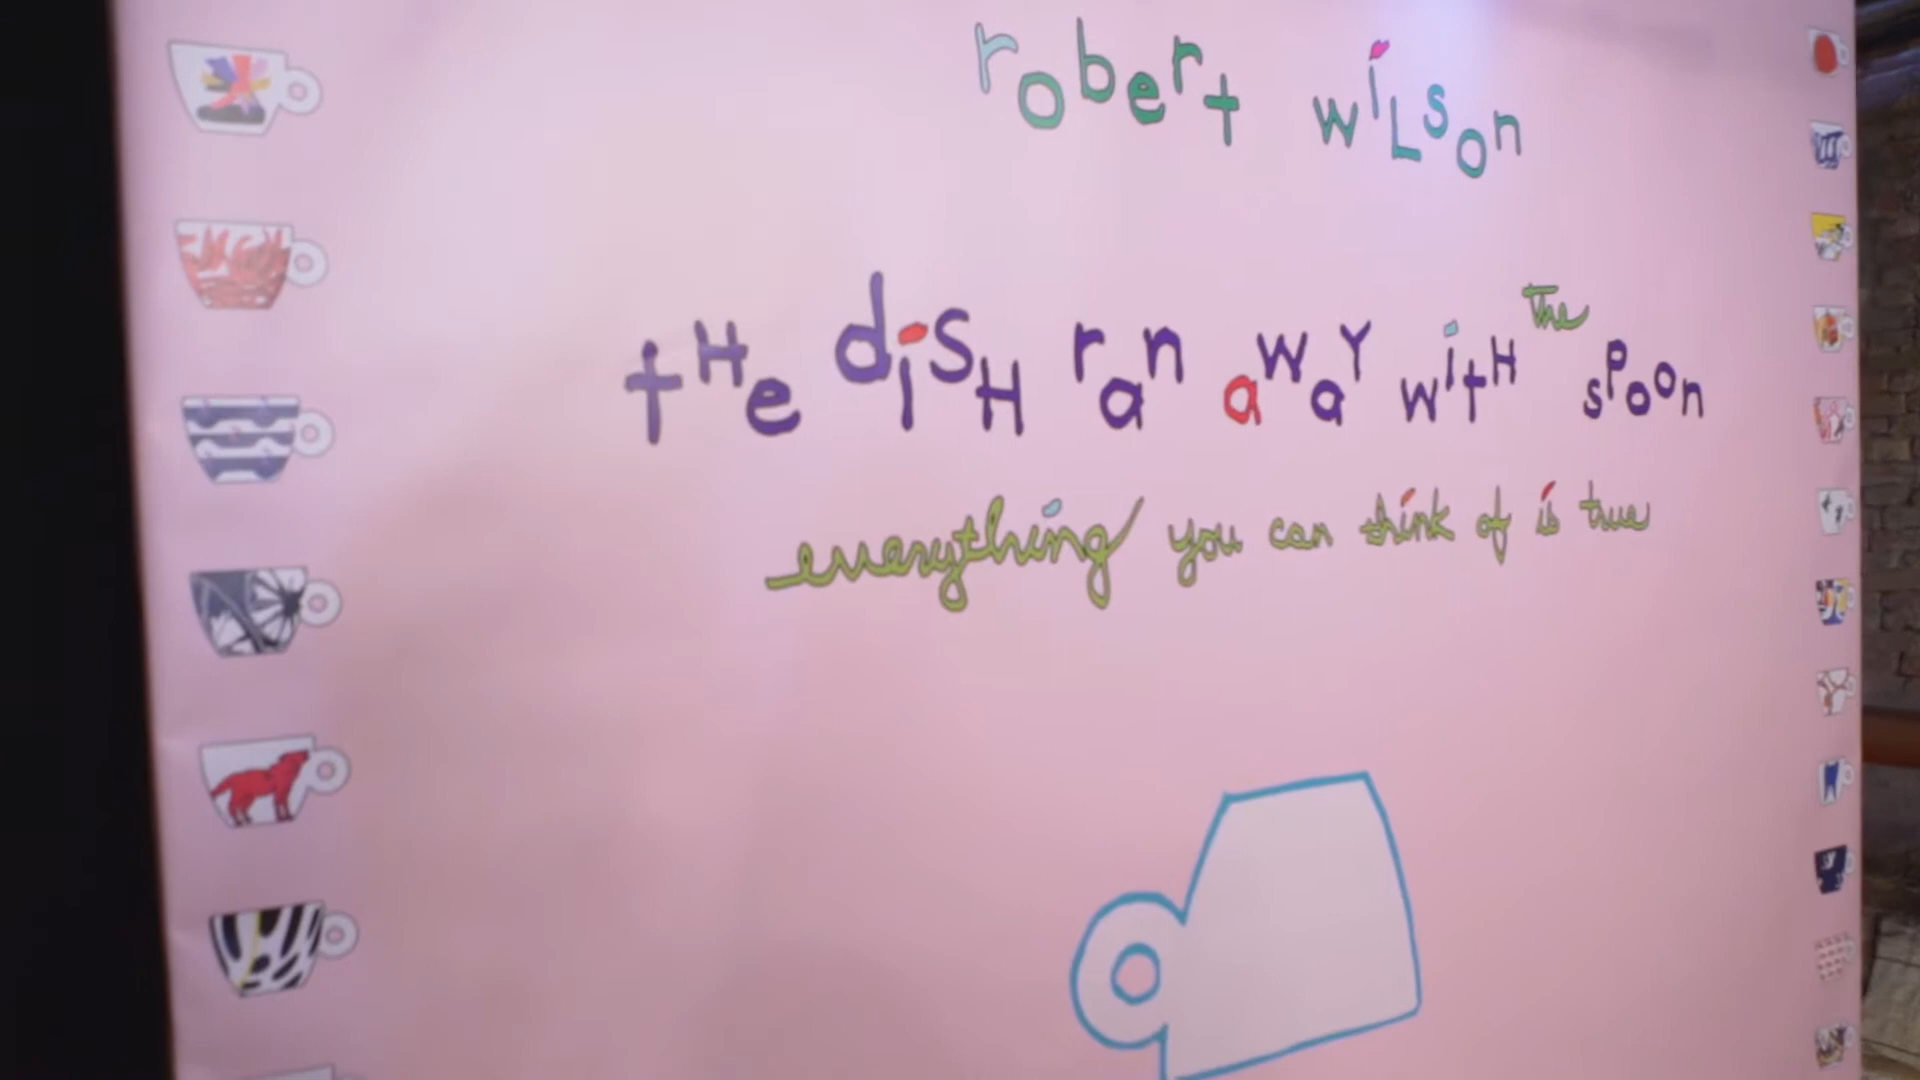 robert wiLson
tHe diSH ran awaY witH the spoon
everything you can think of is true